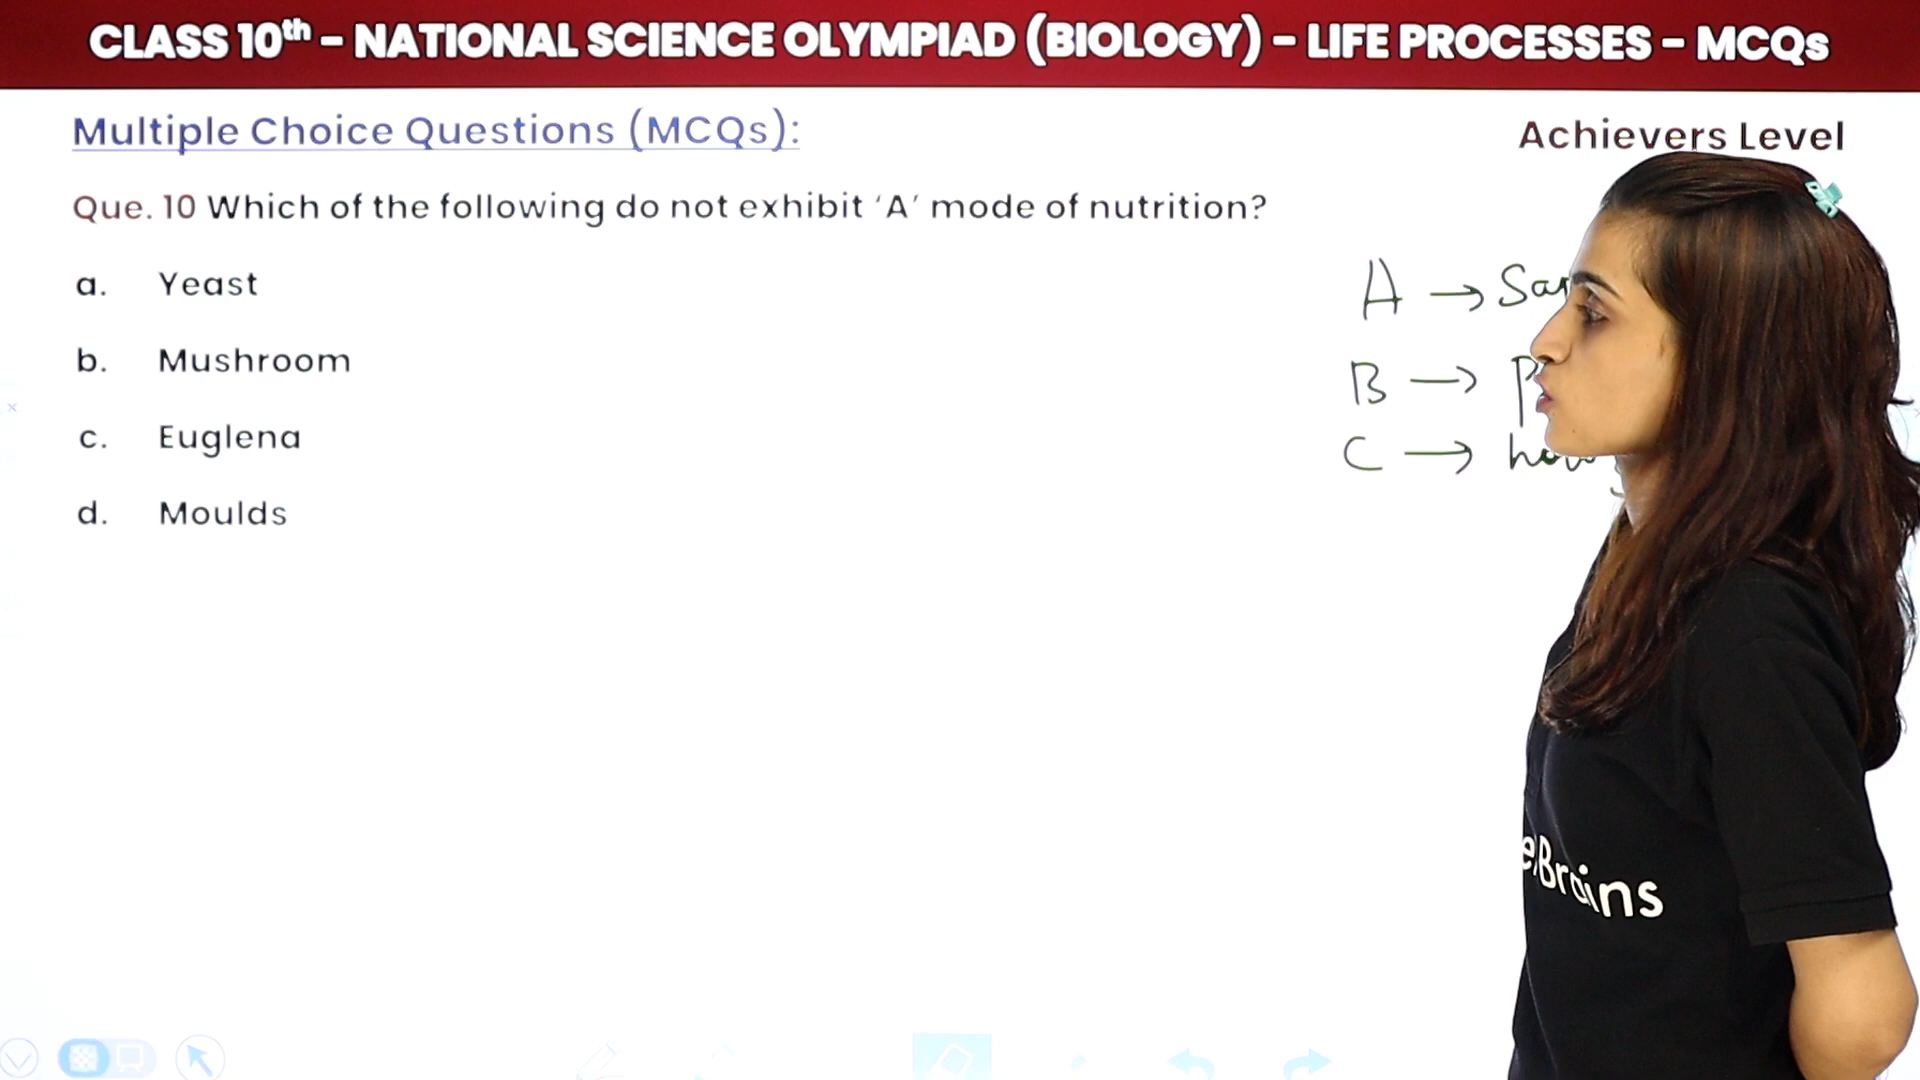 CLASS 10th - NATIONAL SCIENCE OLYMPIAD (BIOLOGY) - LIFE PROCESSES - MCQs
Multiple Choice Questions (MCQs):
Achievers Level
Que. 10 Which of the following do not exhibit ‘A’ mode of nutrition?
a. Yeast
b. Mushroom
c. Euglena
d. Moulds
A →
B →
C →
Brains